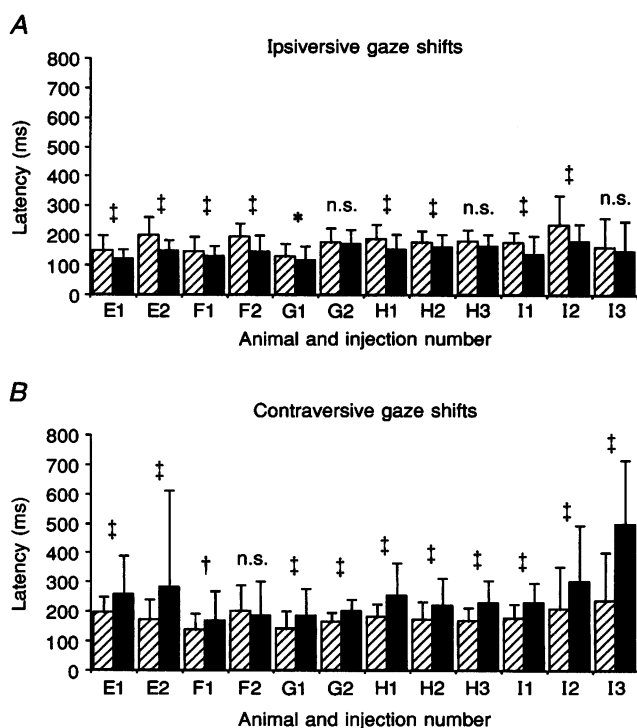 A
Ipsiversive gaze shifts
Latency (ms)
800
700
600
500
400
300
200
100
0
‡ ‡ ‡ ‡ * n.s. ‡ ‡ n.s. ‡ ‡ n.s.
E1 E2 F1 F2 G1 G2 H1 H2 H3 I1 I2 I3
Animal and injection number
B
Contraversive gaze shifts
Latency (ms)
800
700
600
500
400
300
200
100
0
‡ ‡ † n.s. ‡ ‡ ‡ ‡ ‡ ‡ ‡ ‡
E1 E2 F1 F2 G1 G2 H1 H2 H3 I1 I2 I3
Animal and injection number